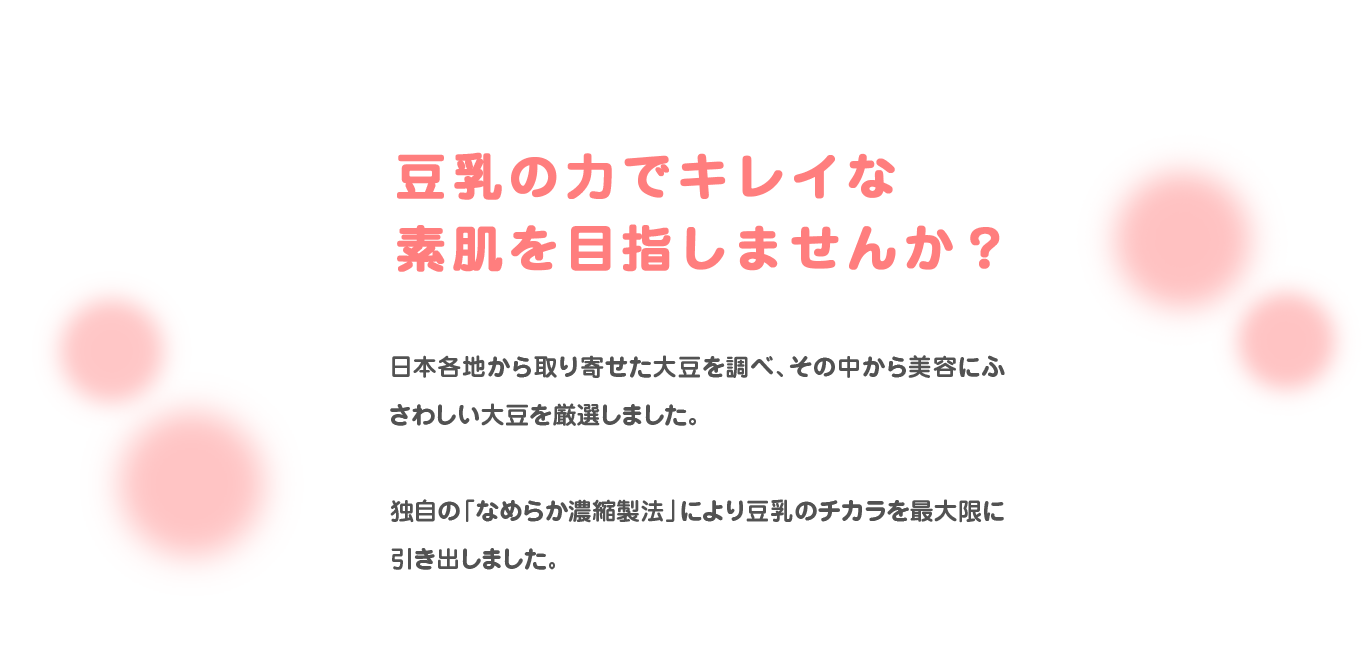 豆乳の力でキレイな
素肌を目指しませんか？
日本各地から取り寄せた大豆を調べ、その中から美容にふ
さわしい大豆を厳選しました。
独自の「なめらか濃縮製法」により豆乳のチカラを最大限に
引き出しました。